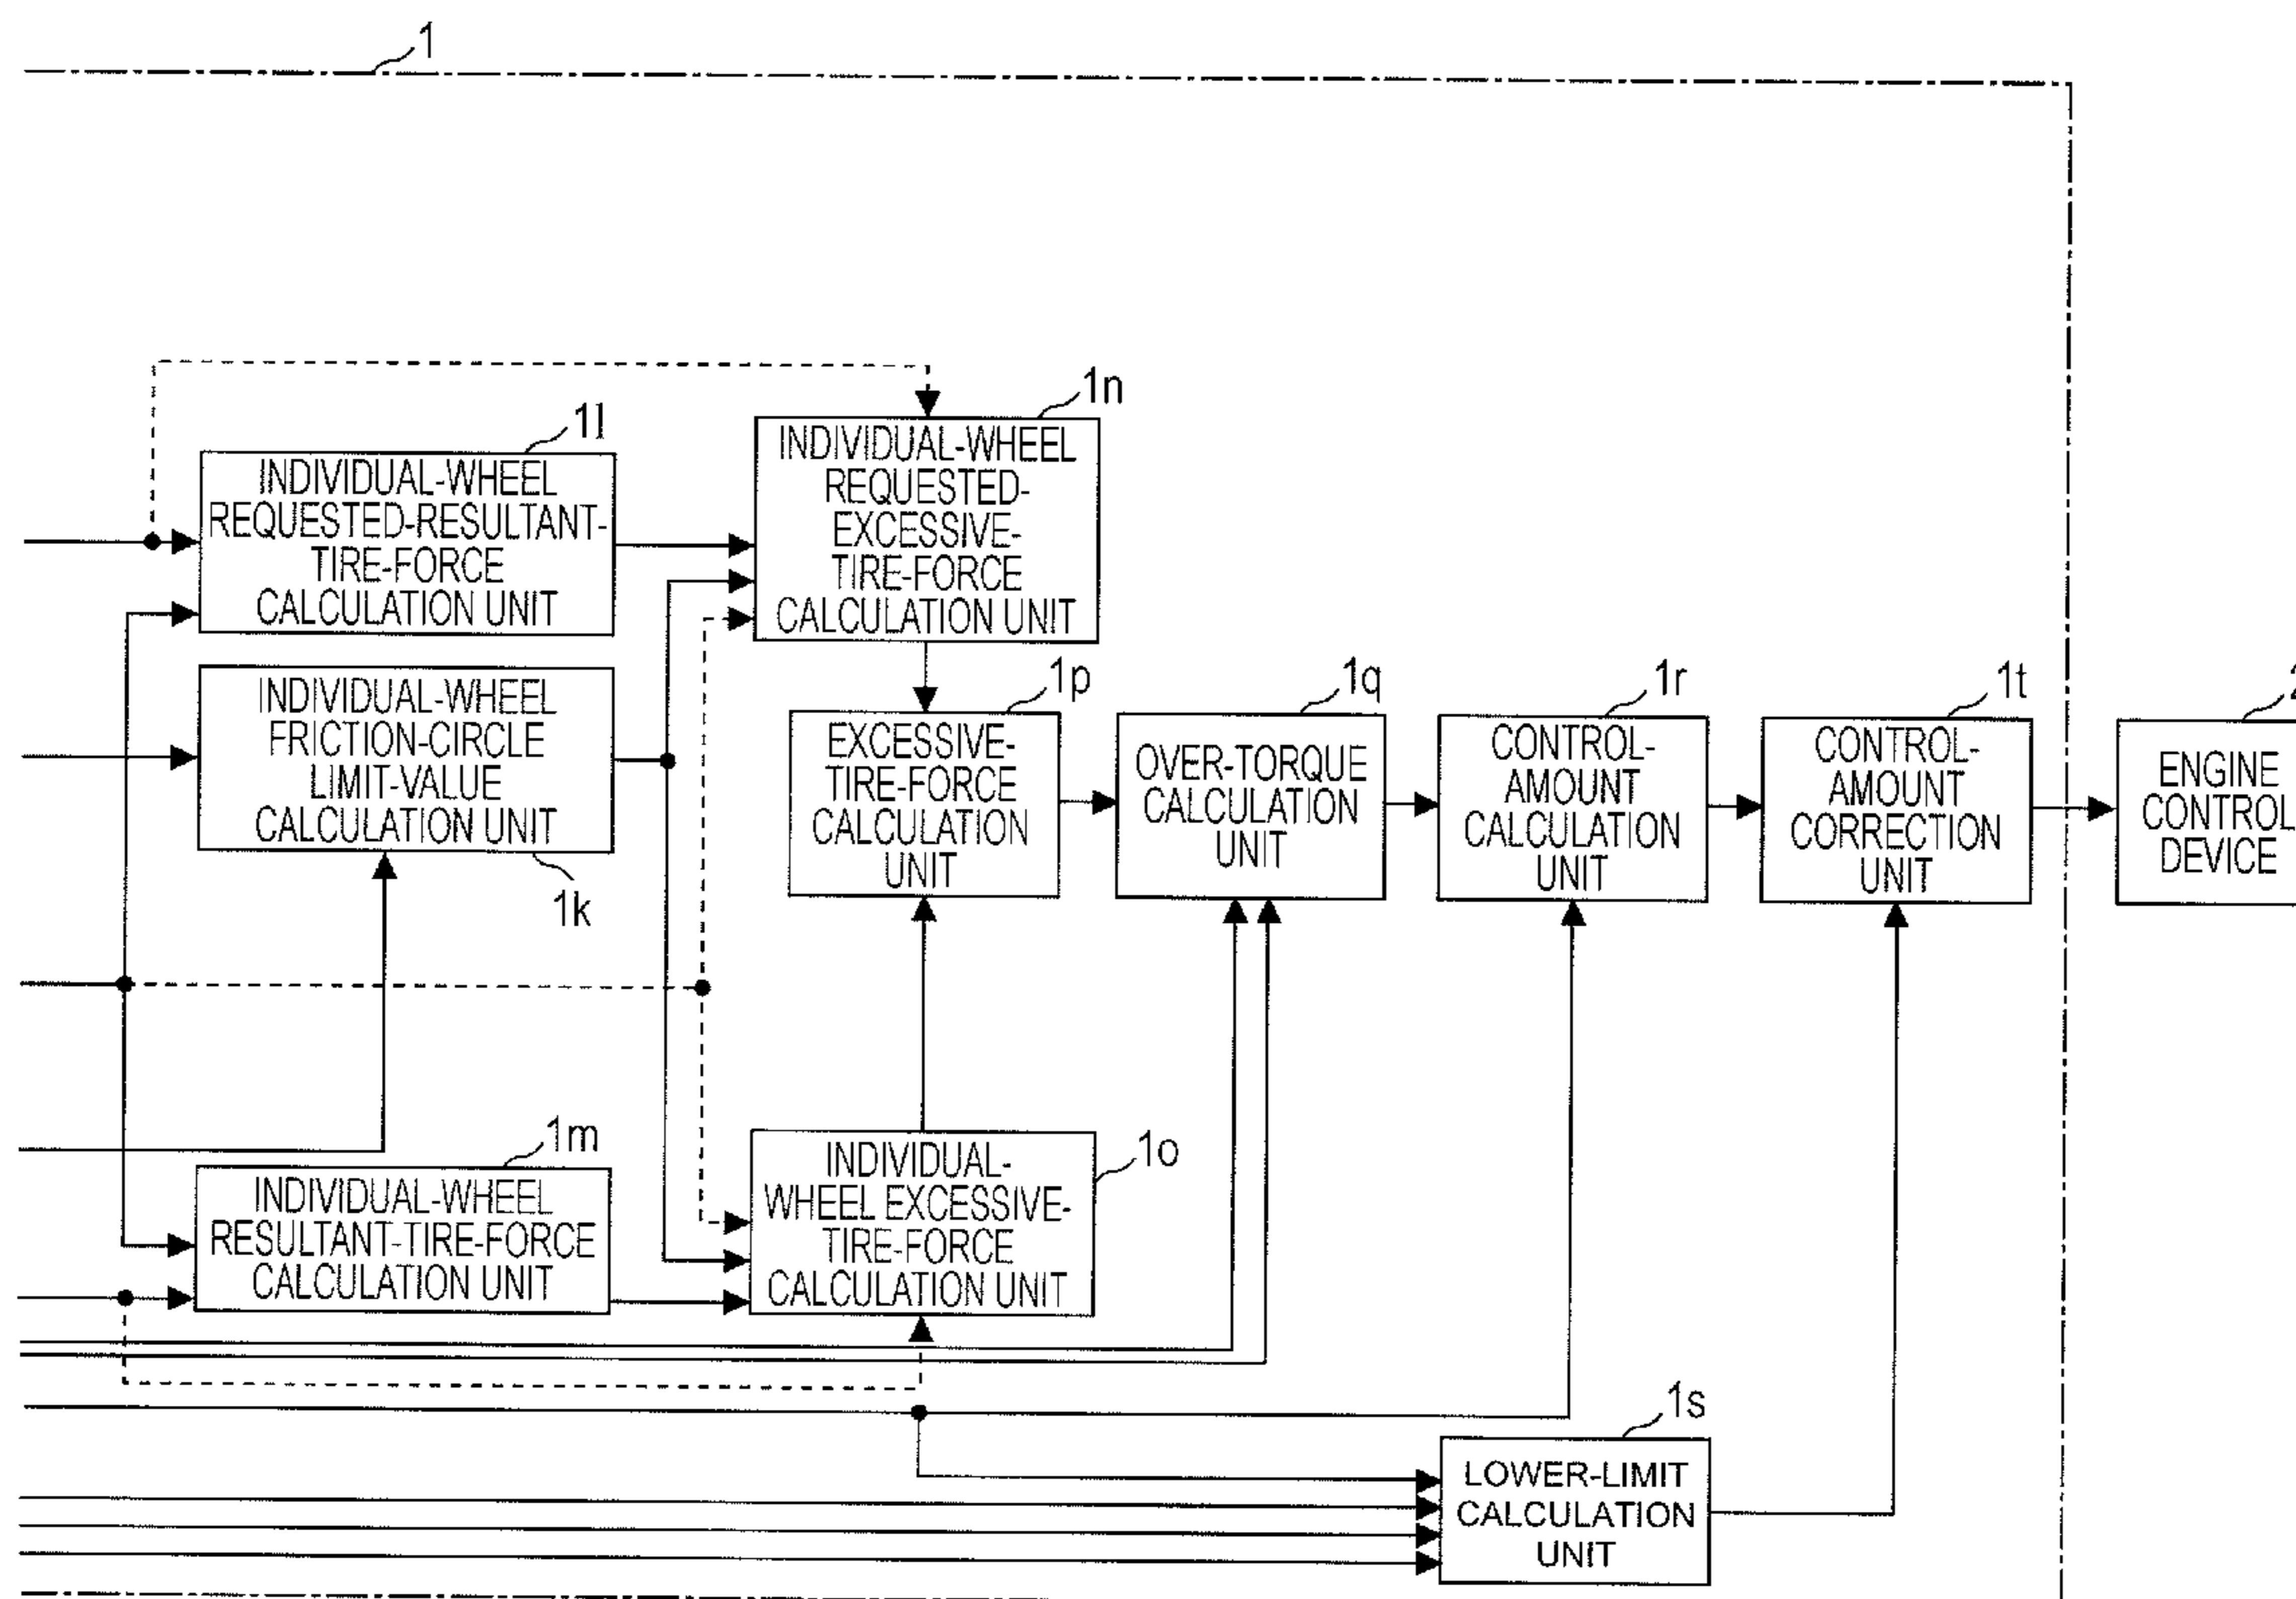 1
1l
INDIVIDUAL-WHEEL
REQUESTED-RESULTANT-
TIRE-FORCE
CALCULATION UNIT
1n
INDIVIDUAL-WHEEL
REQUESTED-
EXCESSIVE-
TIRE-FORCE
CALCULATION UNIT
INDIVIDUAL-WHEEL
FRICTION-CIRCLE
LIMIT-VALUE
CALCULATION UNIT
1k
1p
EXCESSIVE-
TIRE-FORCE
CALCULATION
UNIT
1q
OVER-TORQUE
CALCULATION
UNIT
1r
CONTROL-
AMOUNT
CALCULATION
UNIT
1t
CONTROL-
AMOUNT
CORRECTION
UNIT
2
ENGINE
CONTROL
DEVICE
1m
INDIVIDUAL-WHEEL
RESULTANT-TIRE-FORCE
CALCULATION UNIT
1o
INDIVIDUAL-
WHEEL EXCESSIVE-
TIRE-FORCE
CALCULATION UNIT
1s
LOWER-LIMIT
CALCULATION
UNIT